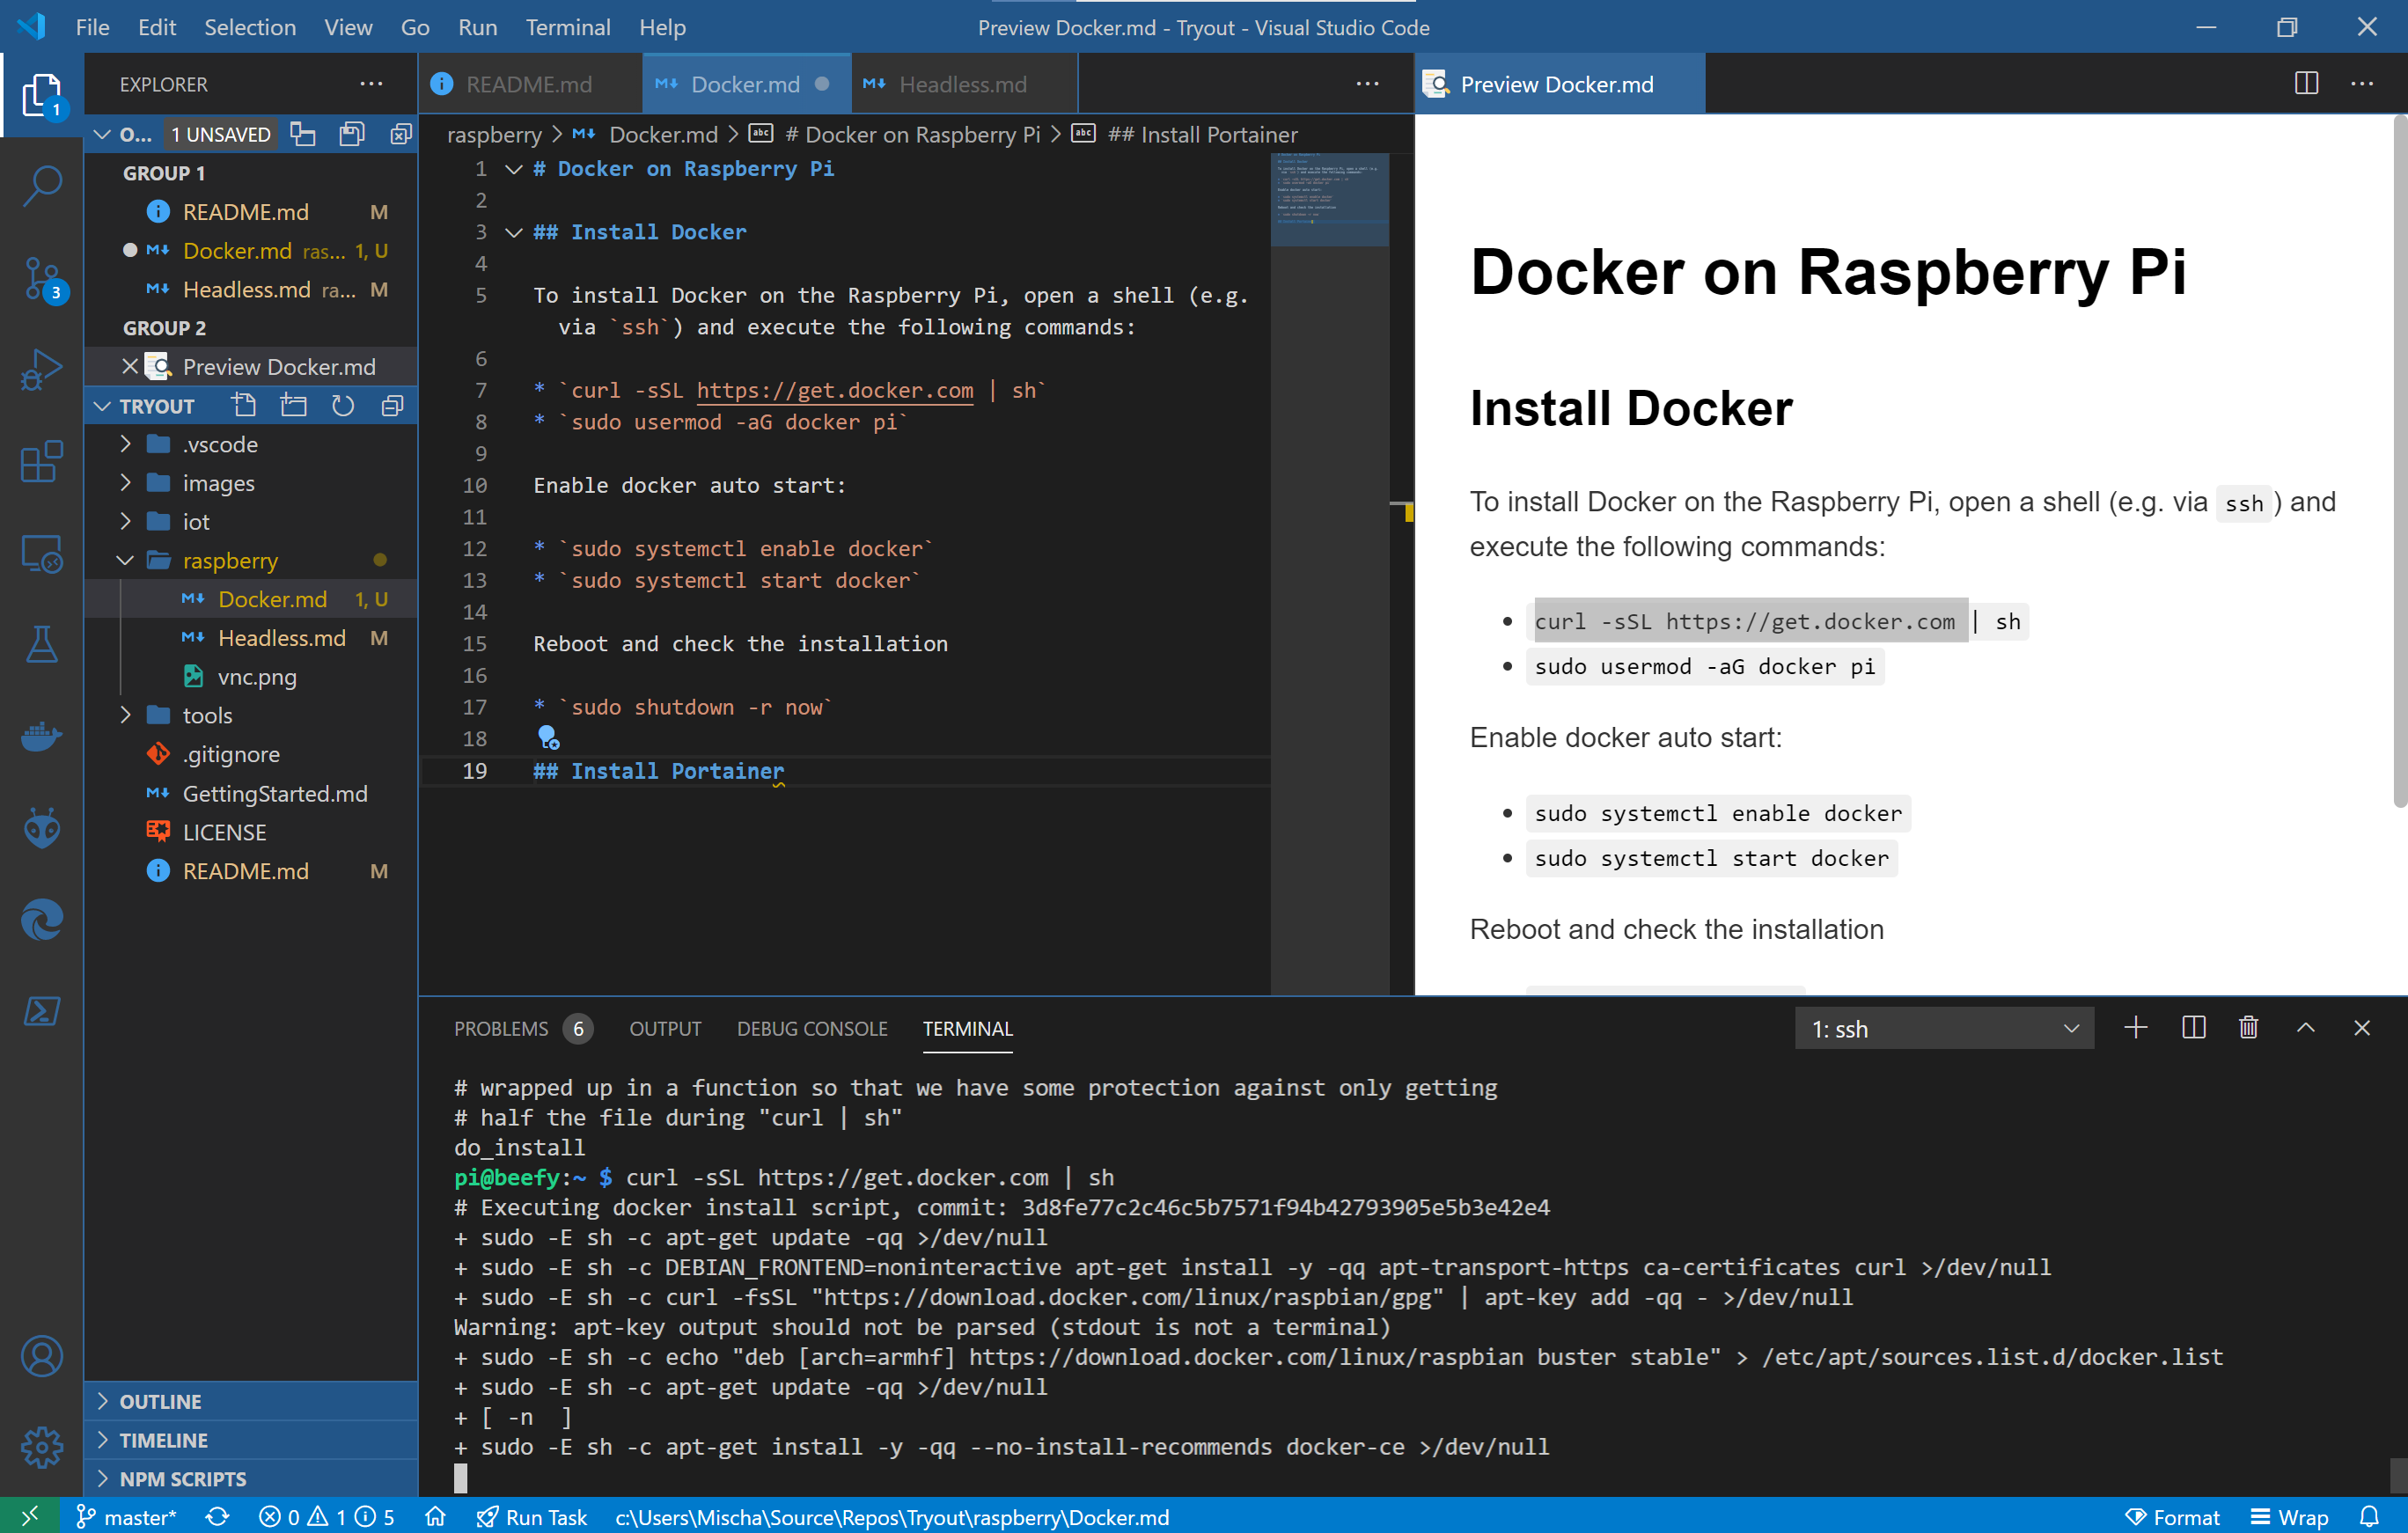 File Edit Selection View Go Run Terminal Help
Preview Docker.md - Tryout - Visual Studio Code
EXPLORER
O... 1 UNSAVED
GROUP 1
README.md M
Docker.md ras... 1, U
Headless.md ra... M
GROUP 2
Preview Docker.md
TRYOUT
.vscode
images
iot
raspberry
Docker.md 1, U
Headless.md M
vnc.png
tools
.gitignore
GettingStarted.md
LICENSE
README.md M
OUTLINE
TIMELINE
NPM SCRIPTS
1
3
README.md
Docker.md
Headless.md
raspberry > Docker.md > # Docker on Raspberry Pi > ## Install Portainer
1 # Docker on Raspberry Pi
2
3 ## Install Docker
4
5 To install Docker on the Raspberry Pi, open a shell (e.g.
via `ssh`) and execute the following commands:
6
7 * `curl -sSL https://get.docker.com | sh`
8 * `sudo usermod -aG docker pi`
9
10 Enable docker auto start:
11
12 * `sudo systemctl enable docker`
13 * `sudo systemctl start docker`
14
15 Reboot and check the installation
16
17 * `sudo shutdown -r now`
18
19 ## Install Portainer
Preview Docker.md
Docker on Raspberry Pi
Install Docker
To install Docker on the Raspberry Pi, open a shell (e.g. via ssh) and
execute the following commands:
• curl -sSL https://get.docker.com | sh
• sudo usermod -aG docker pi
Enable docker auto start:
• sudo systemctl enable docker
• sudo systemctl start docker
Reboot and check the installation
PROBLEMS 6 OUTPUT DEBUG CONSOLE TERMINAL
1: ssh
# wrapped up in a function so that we have some protection against only getting
# half the file during "curl | sh"
do_install
pi@beefy:~ $ curl -sSL https://get.docker.com | sh
# Executing docker install script, commit: 3d8fe77c2c46c5b7571f94b42793905e5b3e42e4
+ sudo -E sh -c apt-get update -qq >/dev/null
+ sudo -E sh -c DEBIAN_FRONTEND=noninteractive apt-get install -y -qq apt-transport-https ca-certificates curl >/dev/null
+ sudo -E sh -c curl -fsSL "https://download.docker.com/linux/raspbian/gpg" | apt-key add -qq - >/dev/null
Warning: apt-key output should not be parsed (stdout is not a terminal)
+ sudo -E sh -c echo "deb [arch=armhf] https://download.docker.com/linux/raspbian buster stable" > /etc/apt/sources.list.d/docker.list
+ sudo -E sh -c apt-get update -qq >/dev/null
+ [ -n  ]
+ sudo -E sh -c apt-get install -y -qq --no-install-recommends docker-ce >/dev/null
master* 0 1 5 Run Task c:\Users\Mischa\Source\Repos\Tryout\raspberry\Docker.md Format Wrap